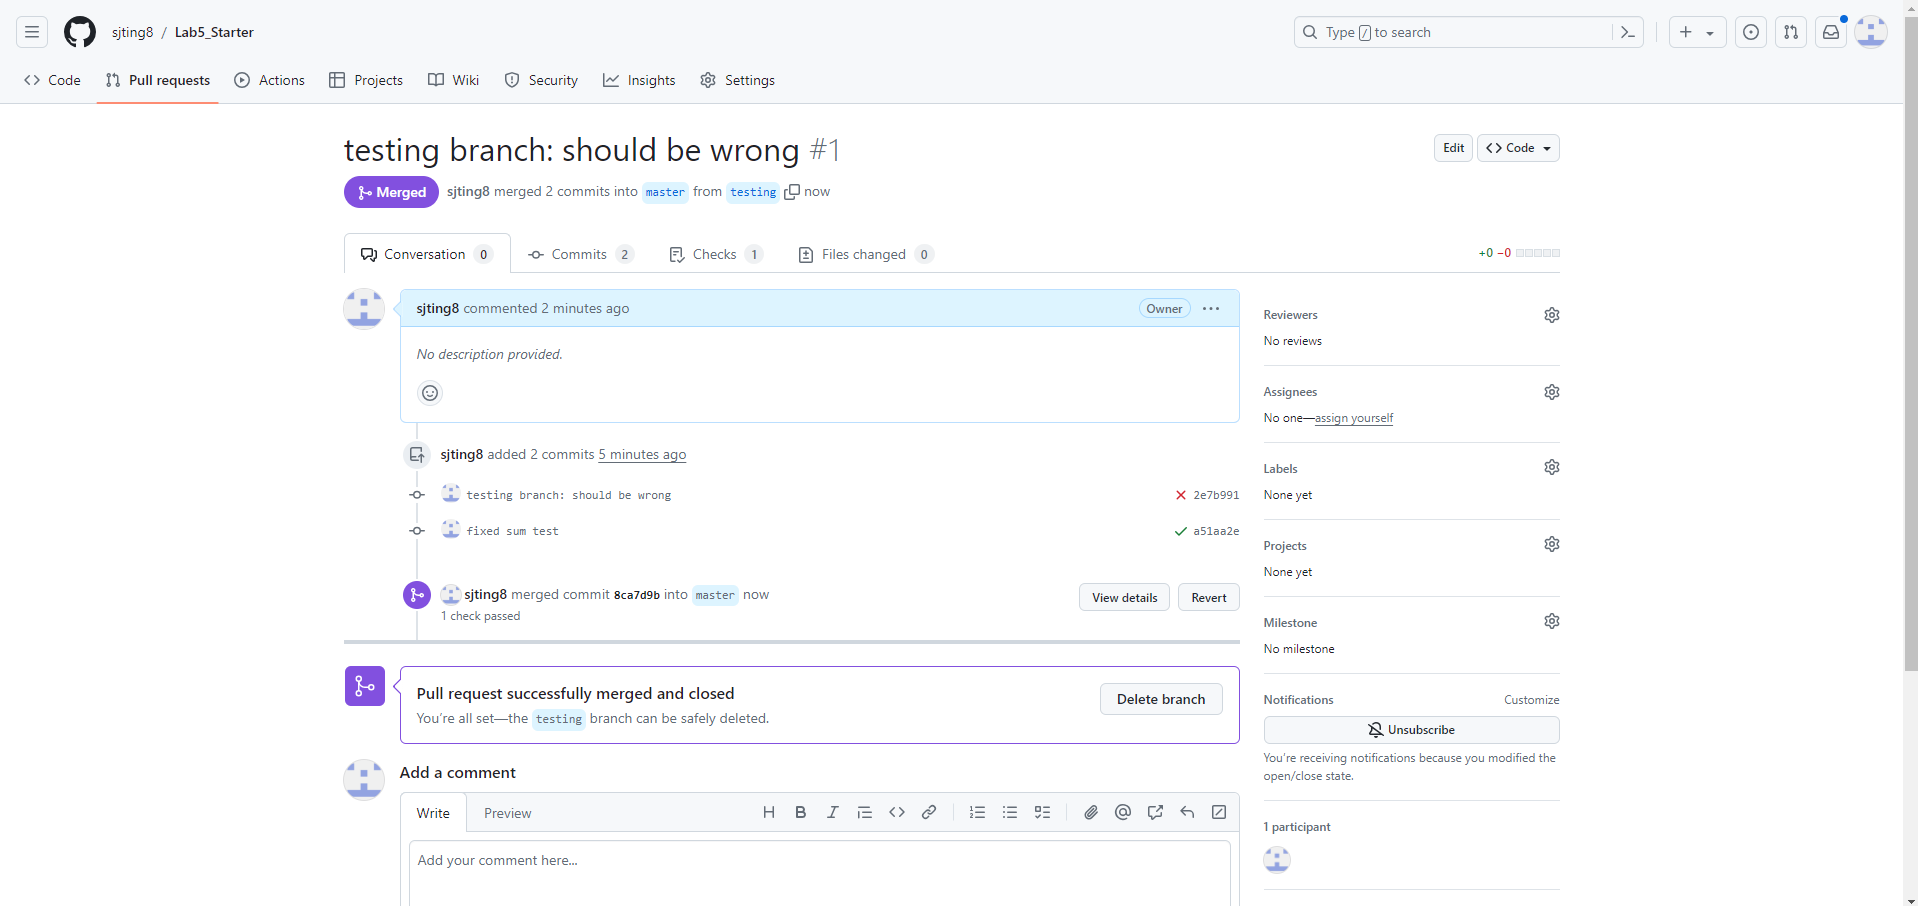 sjting8 / Lab5_Starter
Type / to search
Code Pull requests Actions Projects Wiki Security Insights Settings
testing branch: should be wrong #1
Edit
Code
Merged
sjting8 merged 2 commits into master from testing now
Conversation 0
Commits 2
Checks 1
Files changed 0
+0 −0
sjting8 commented 2 minutes ago
Owner
No description provided.
sjting8 added 2 commits 5 minutes ago
testing branch: should be wrong
2e7b991
fixed sum test
a51aa2e
sjting8 merged commit 8ca7d9b into master now
1 check passed
View details
Revert
Pull request successfully merged and closed
You're all set—the testing branch can be safely deleted.
Delete branch
Add a comment
Write
Preview
Add your comment here...
Reviewers
No reviews
Assignees
No one—assign yourself
Labels
None yet
Projects
None yet
Milestone
No milestone
Notifications
Customize
Unsubscribe
You're receiving notifications because you modified the
open/close state.
1 participant